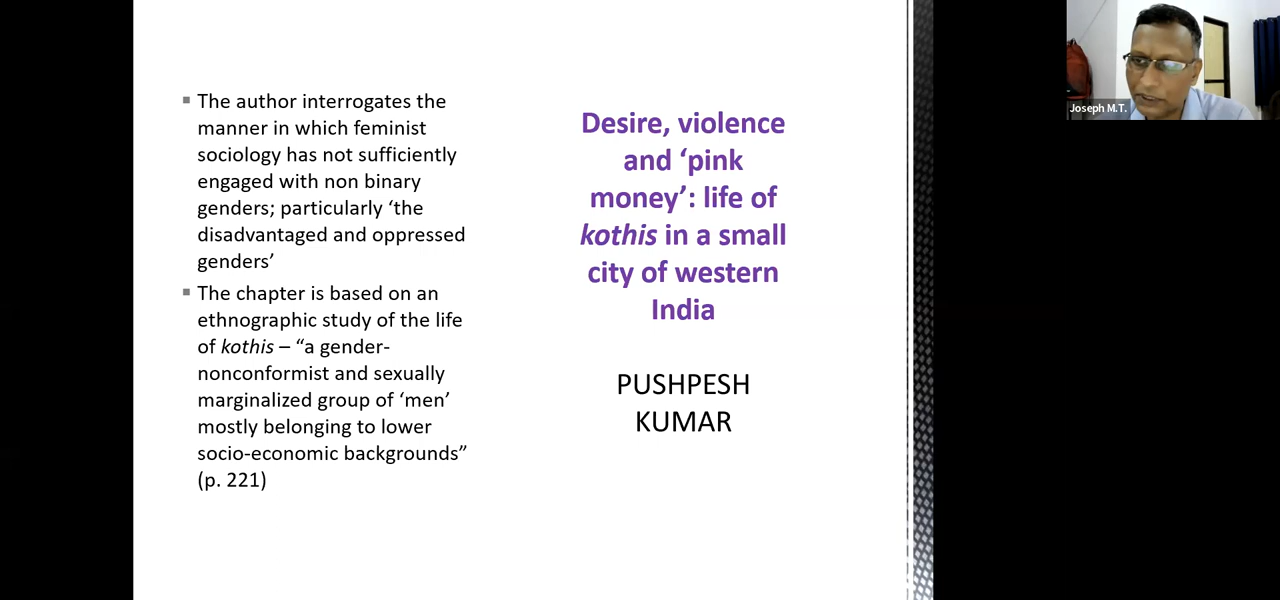 ▪ The author interrogates the
manner in which feminist
sociology has not sufficiently
engaged with non binary
genders; particularly ‘the
disadvantaged and oppressed
genders’
▪ The chapter is based on an
ethnographic study of the life
of kothis – “a gender-
nonconformist and sexually
marginalized group of ‘men’
mostly belonging to lower
socio-economic backgrounds”
(p. 221)
Desire, violence
and ‘pink
money’: life of
kothis in a small
city of western
India
PUSHPESH
KUMAR
Joseph M.T.